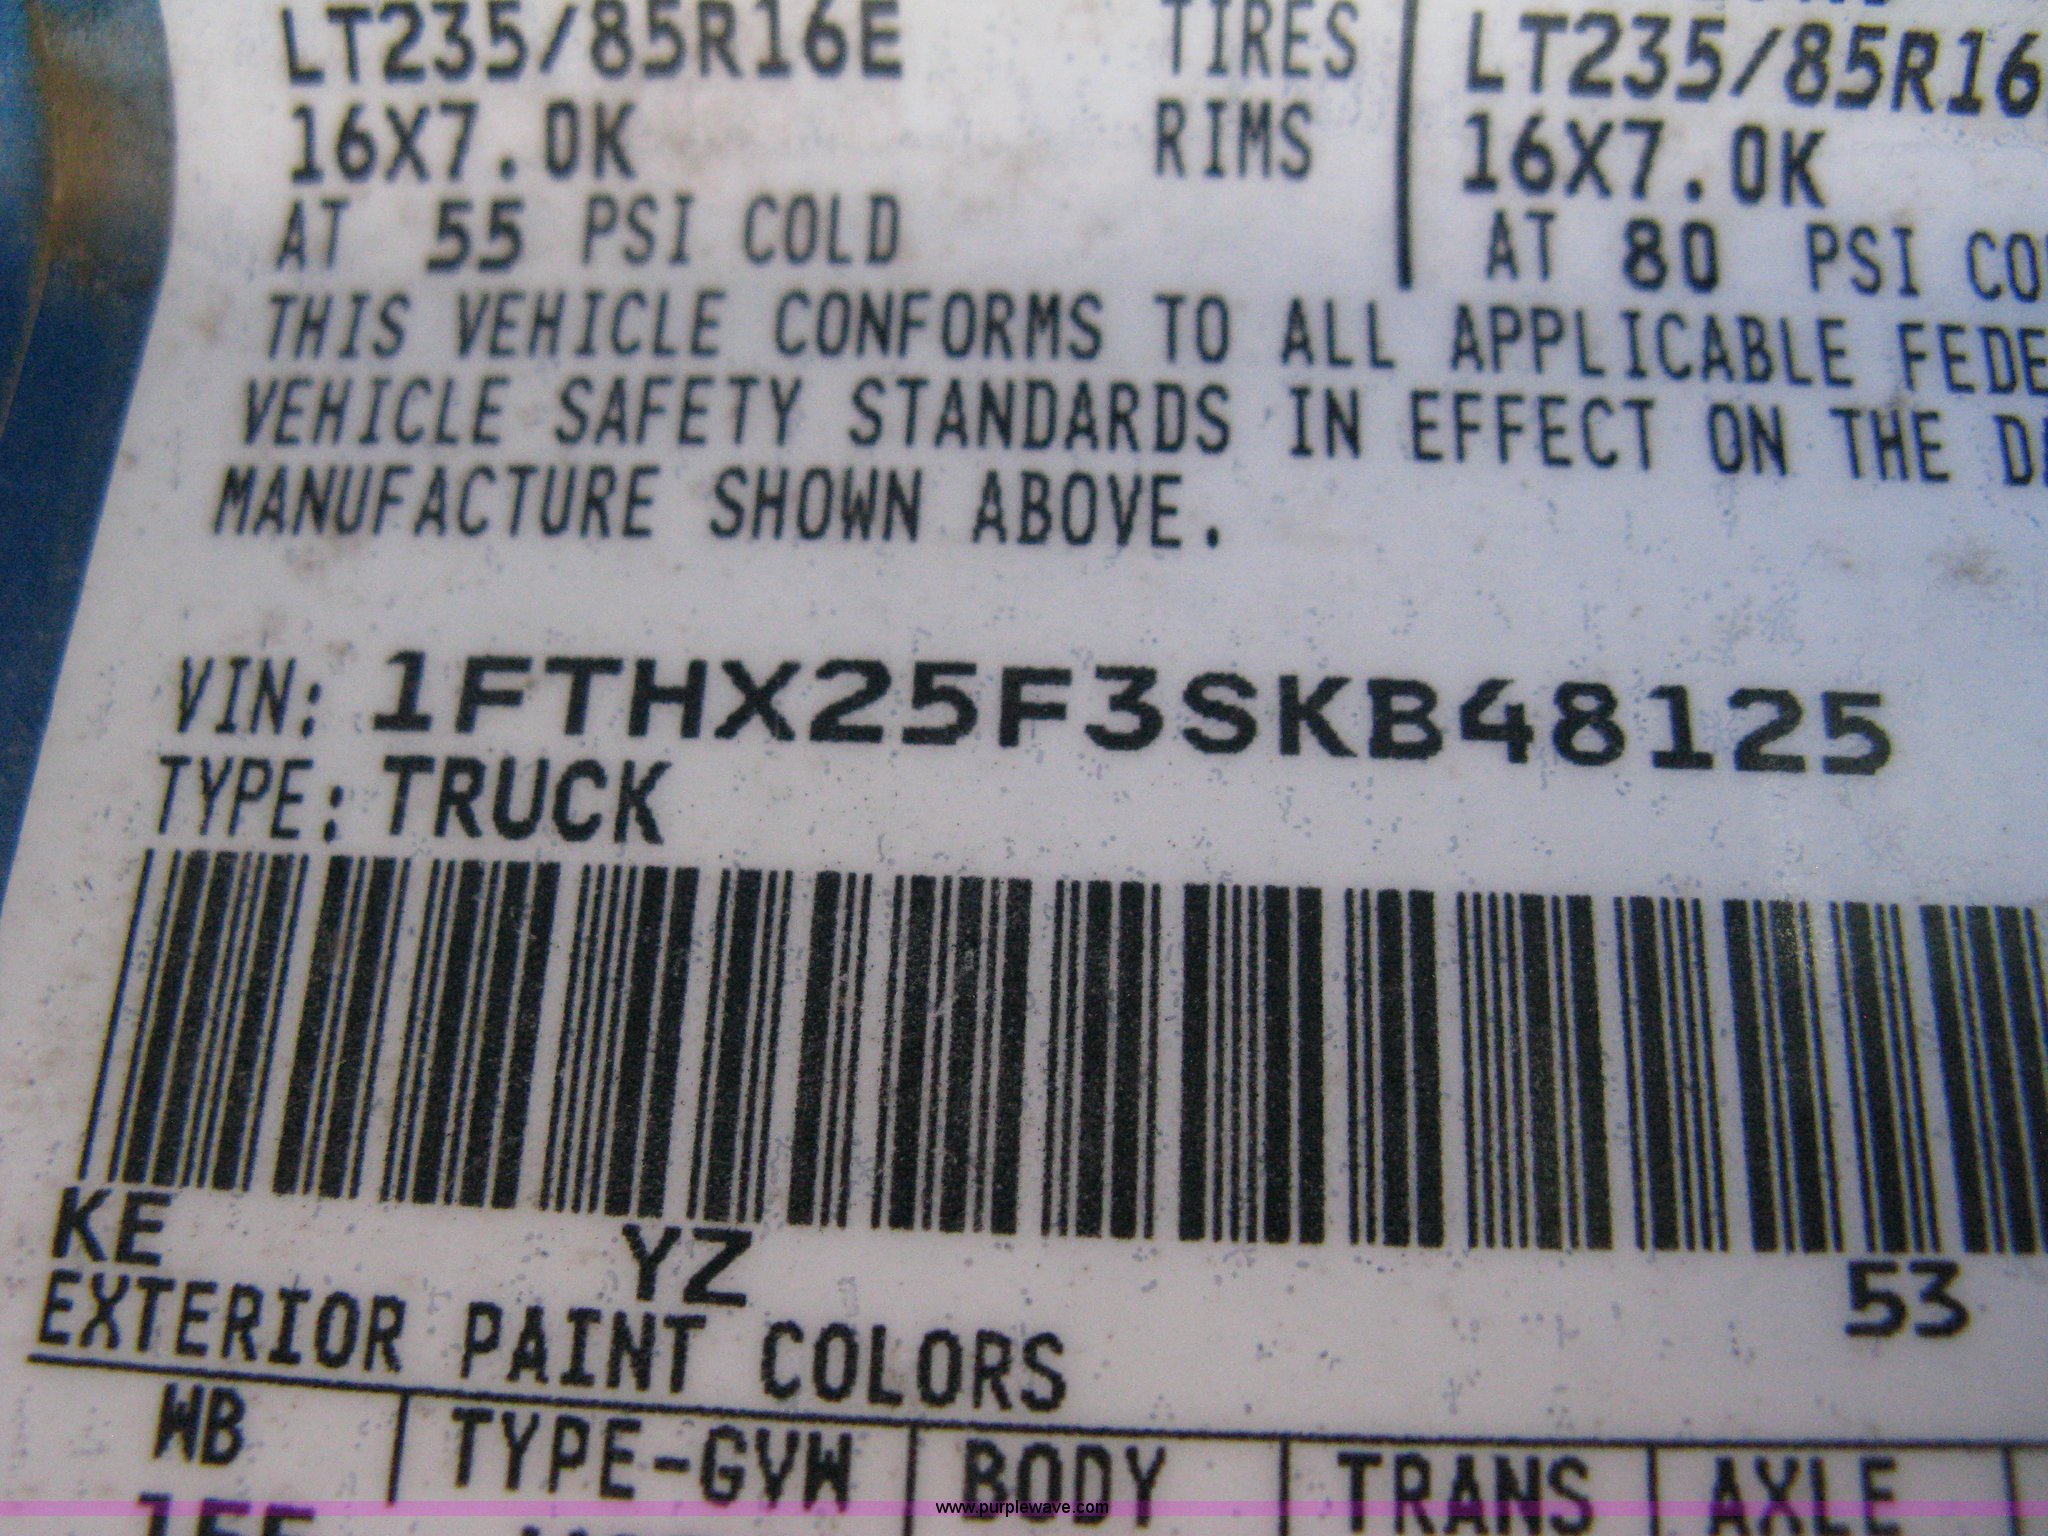 LT235/85R16E TIRES LT235/85R16
16X7.0K RIMS 16X7.0K
AT 55 PSI COLD AT 80 PSI CO
THIS VEHICLE CONFORMS TO ALL APPLICABLE FEDE
VEHICLE SAFETY STANDARDS IN EFFECT ON THE D
MANUFACTURE SHOWN ABOVE.
VIN: 1FTHX25F3SKB48125
TYPE: TRUCK
KE YZ 53
EXTERIOR PAINT COLORS
WB TYPE-GVW BODY TRANS AXLE
www.purplewave.com